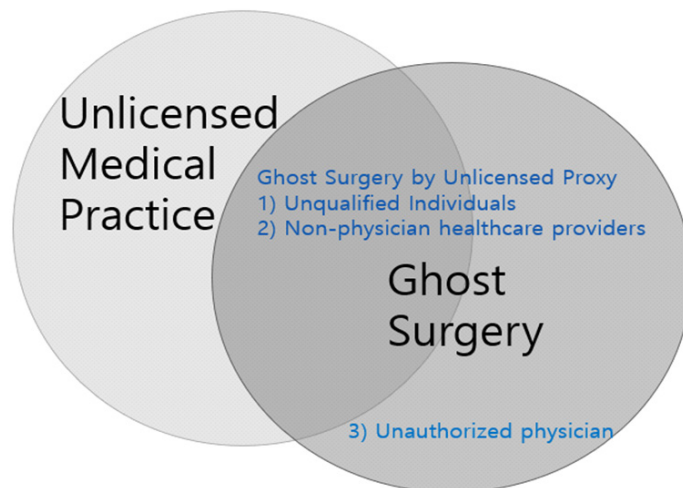 Unlicensed
Medical
Practice
Ghost Surgery by Unlicensed Proxy
1) Unqualified Individuals
2) Non-physician healthcare providers
Ghost
Surgery
3) Unauthorized physician